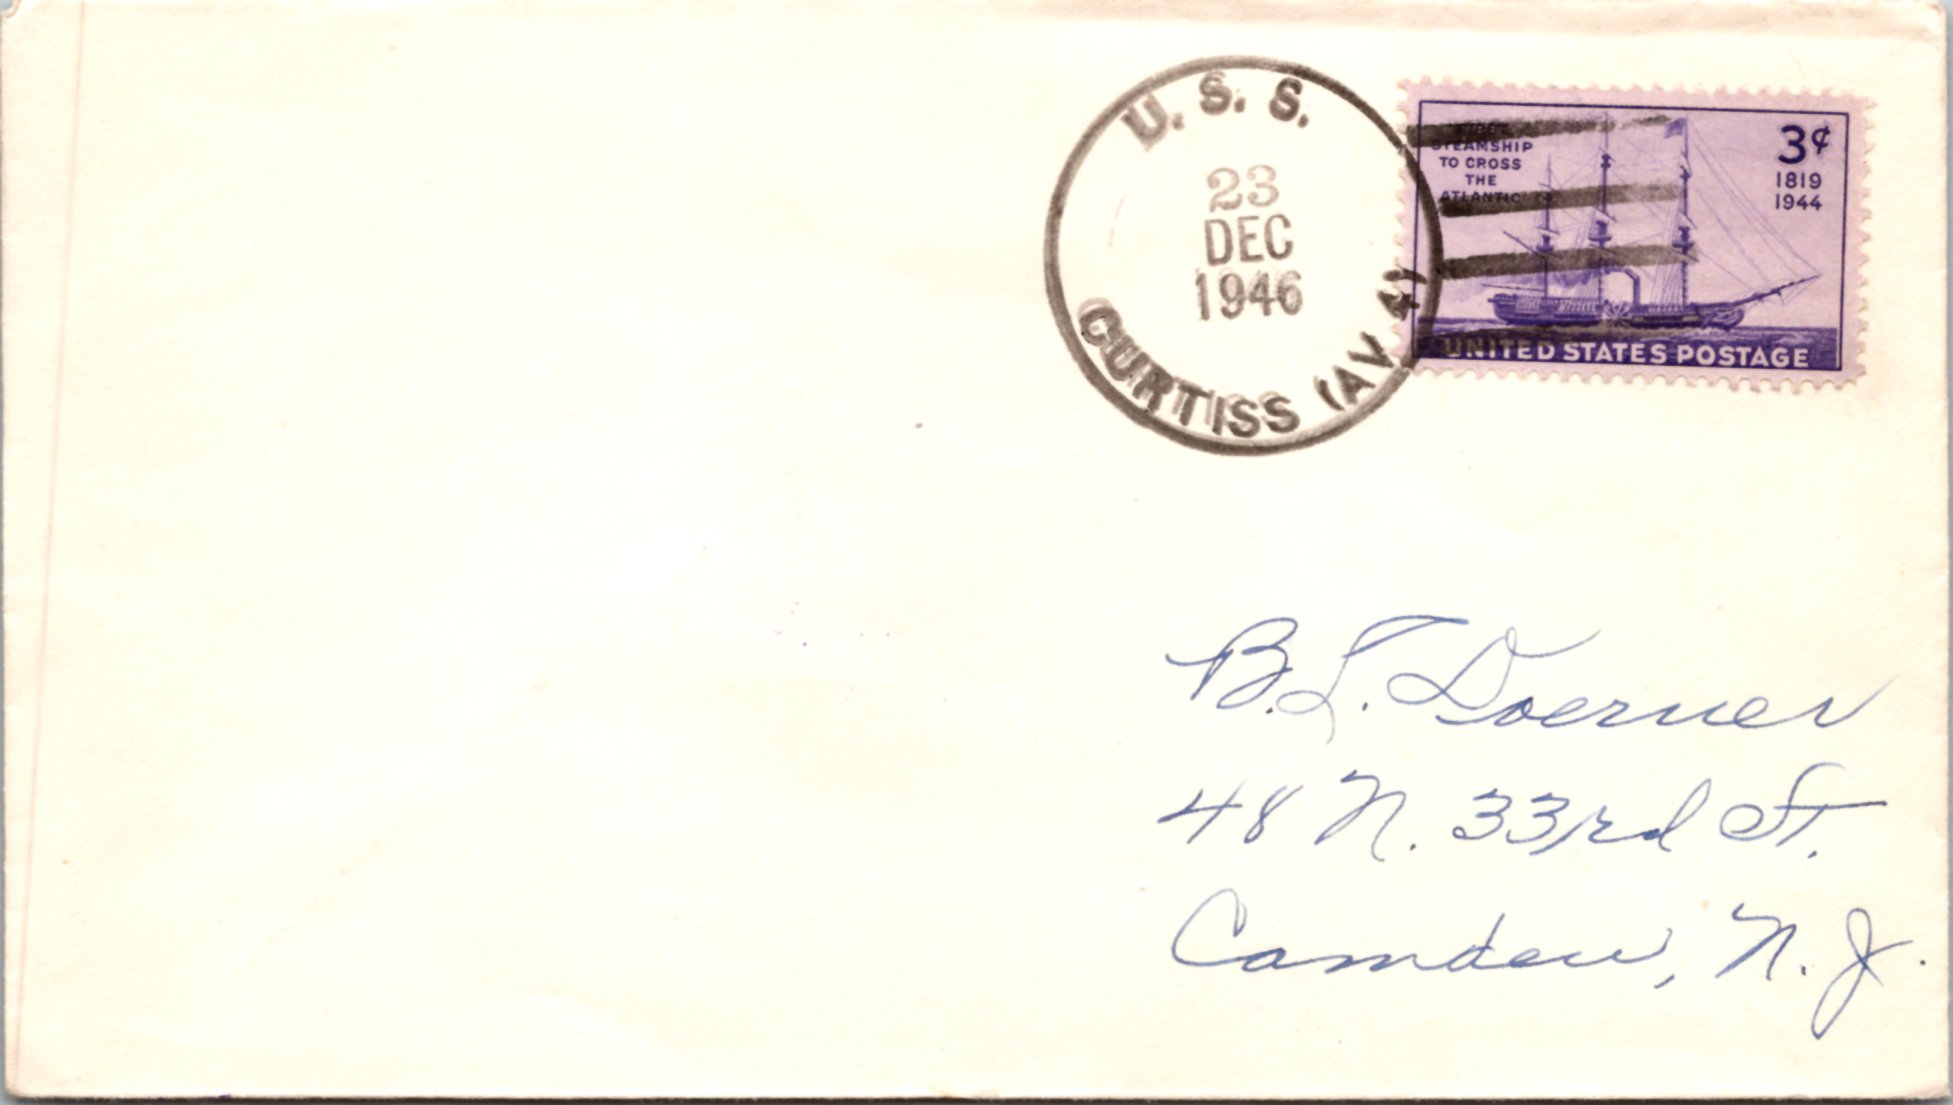 U. S. S.
23
DEC
1946
CURTISS (AV 4)
STEAMSHIP
TO CROSS
THE
ATLANTIC
3¢
1819
1944
UNITED STATES POSTAGE
B. L. Doerner
48 N. 33rd St.
Camden, N. J.